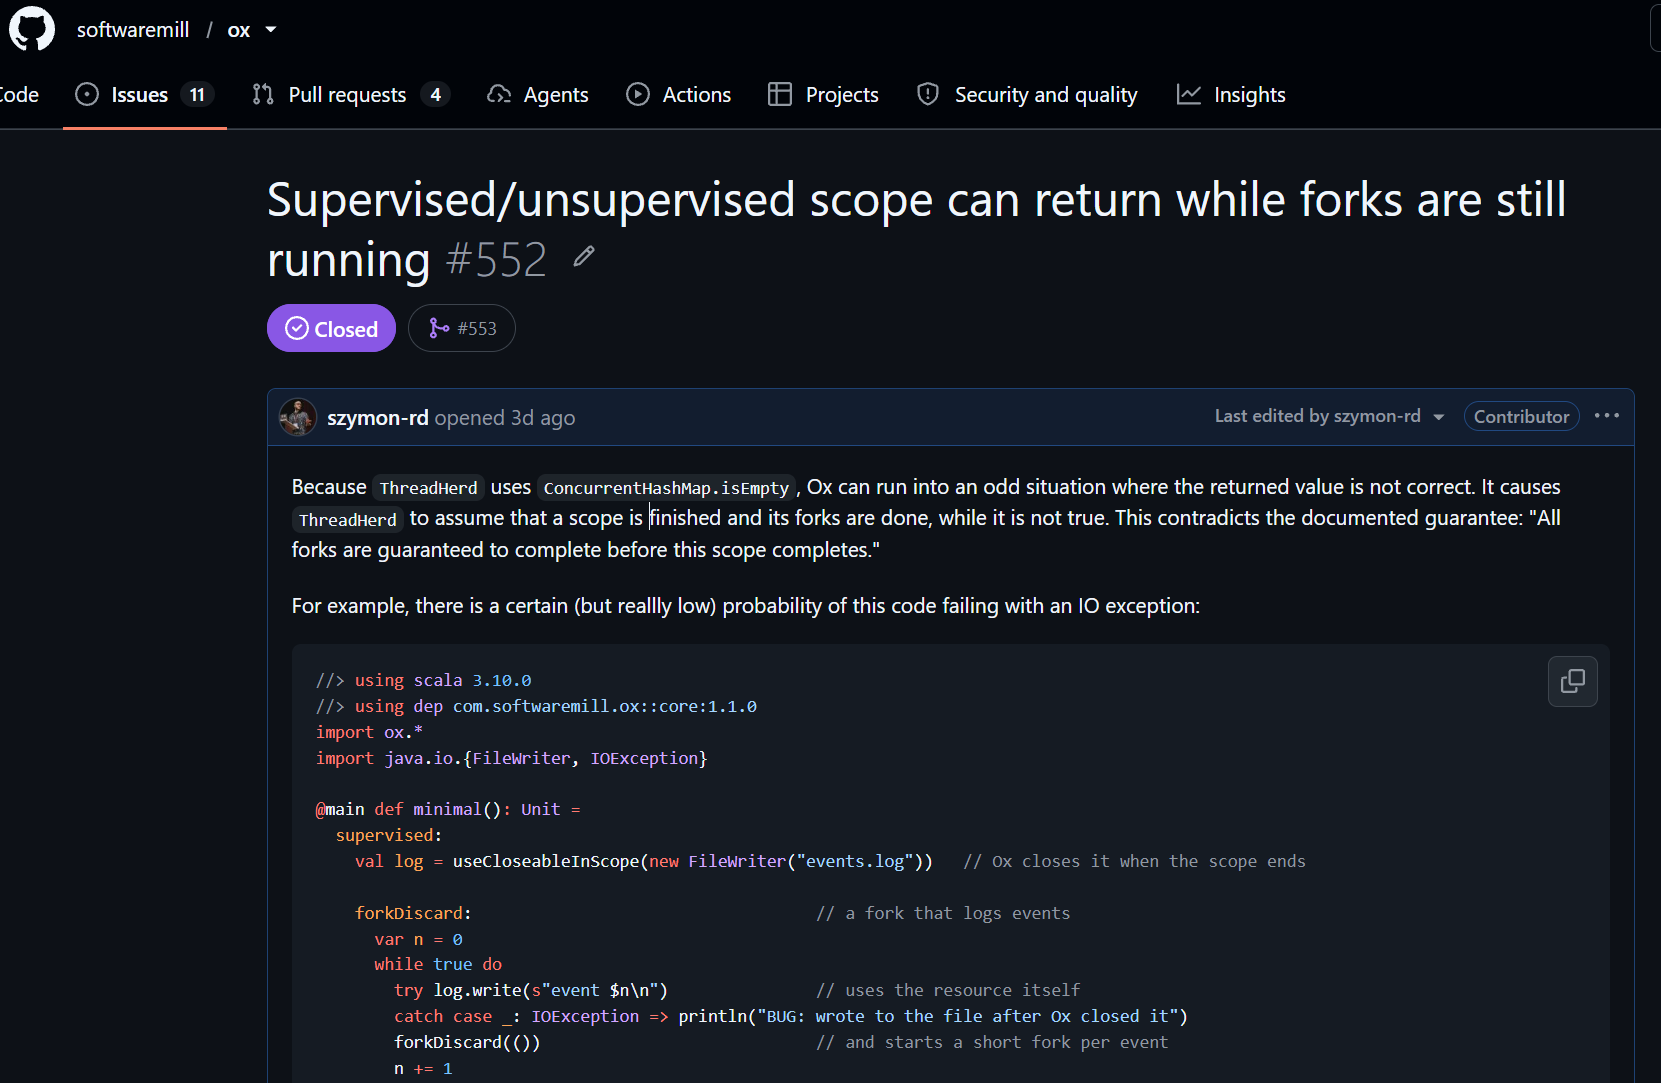 softwaremill / ox
Code Issues 11 Pull requests 4 Agents Actions Projects Security and quality Insights
Supervised/unsupervised scope can return while forks are still
running #552
Closed #553
szymon-rd opened 3d ago Last edited by szymon-rd Contributor
Because ThreadHerd uses ConcurrentHashMap.isEmpty, Ox can run into an odd situation where the returned value is not correct. It causes
ThreadHerd to assume that a scope is finished and its forks are done, while it is not true. This contradicts the documented guarantee: "All
forks are guaranteed to complete before this scope completes."
For example, there is a certain (but reallly low) probability of this code failing with an IO exception:
//> using scala 3.10.0
//> using dep com.softwaremill.ox::core:1.1.0
import ox.*
import java.io.{FileWriter, IOException}
@main def minimal(): Unit =
supervised:
val log = useCloseableInScope(new FileWriter("events.log")) // Ox closes it when the scope ends
forkDiscard: // a fork that logs events
var n = 0
while true do
try log.write(s"event $n\n") // uses the resource itself
catch case _: IOException => println("BUG: wrote to the file after Ox closed it")
forkDiscard(()) // and starts a short fork per event
n += 1